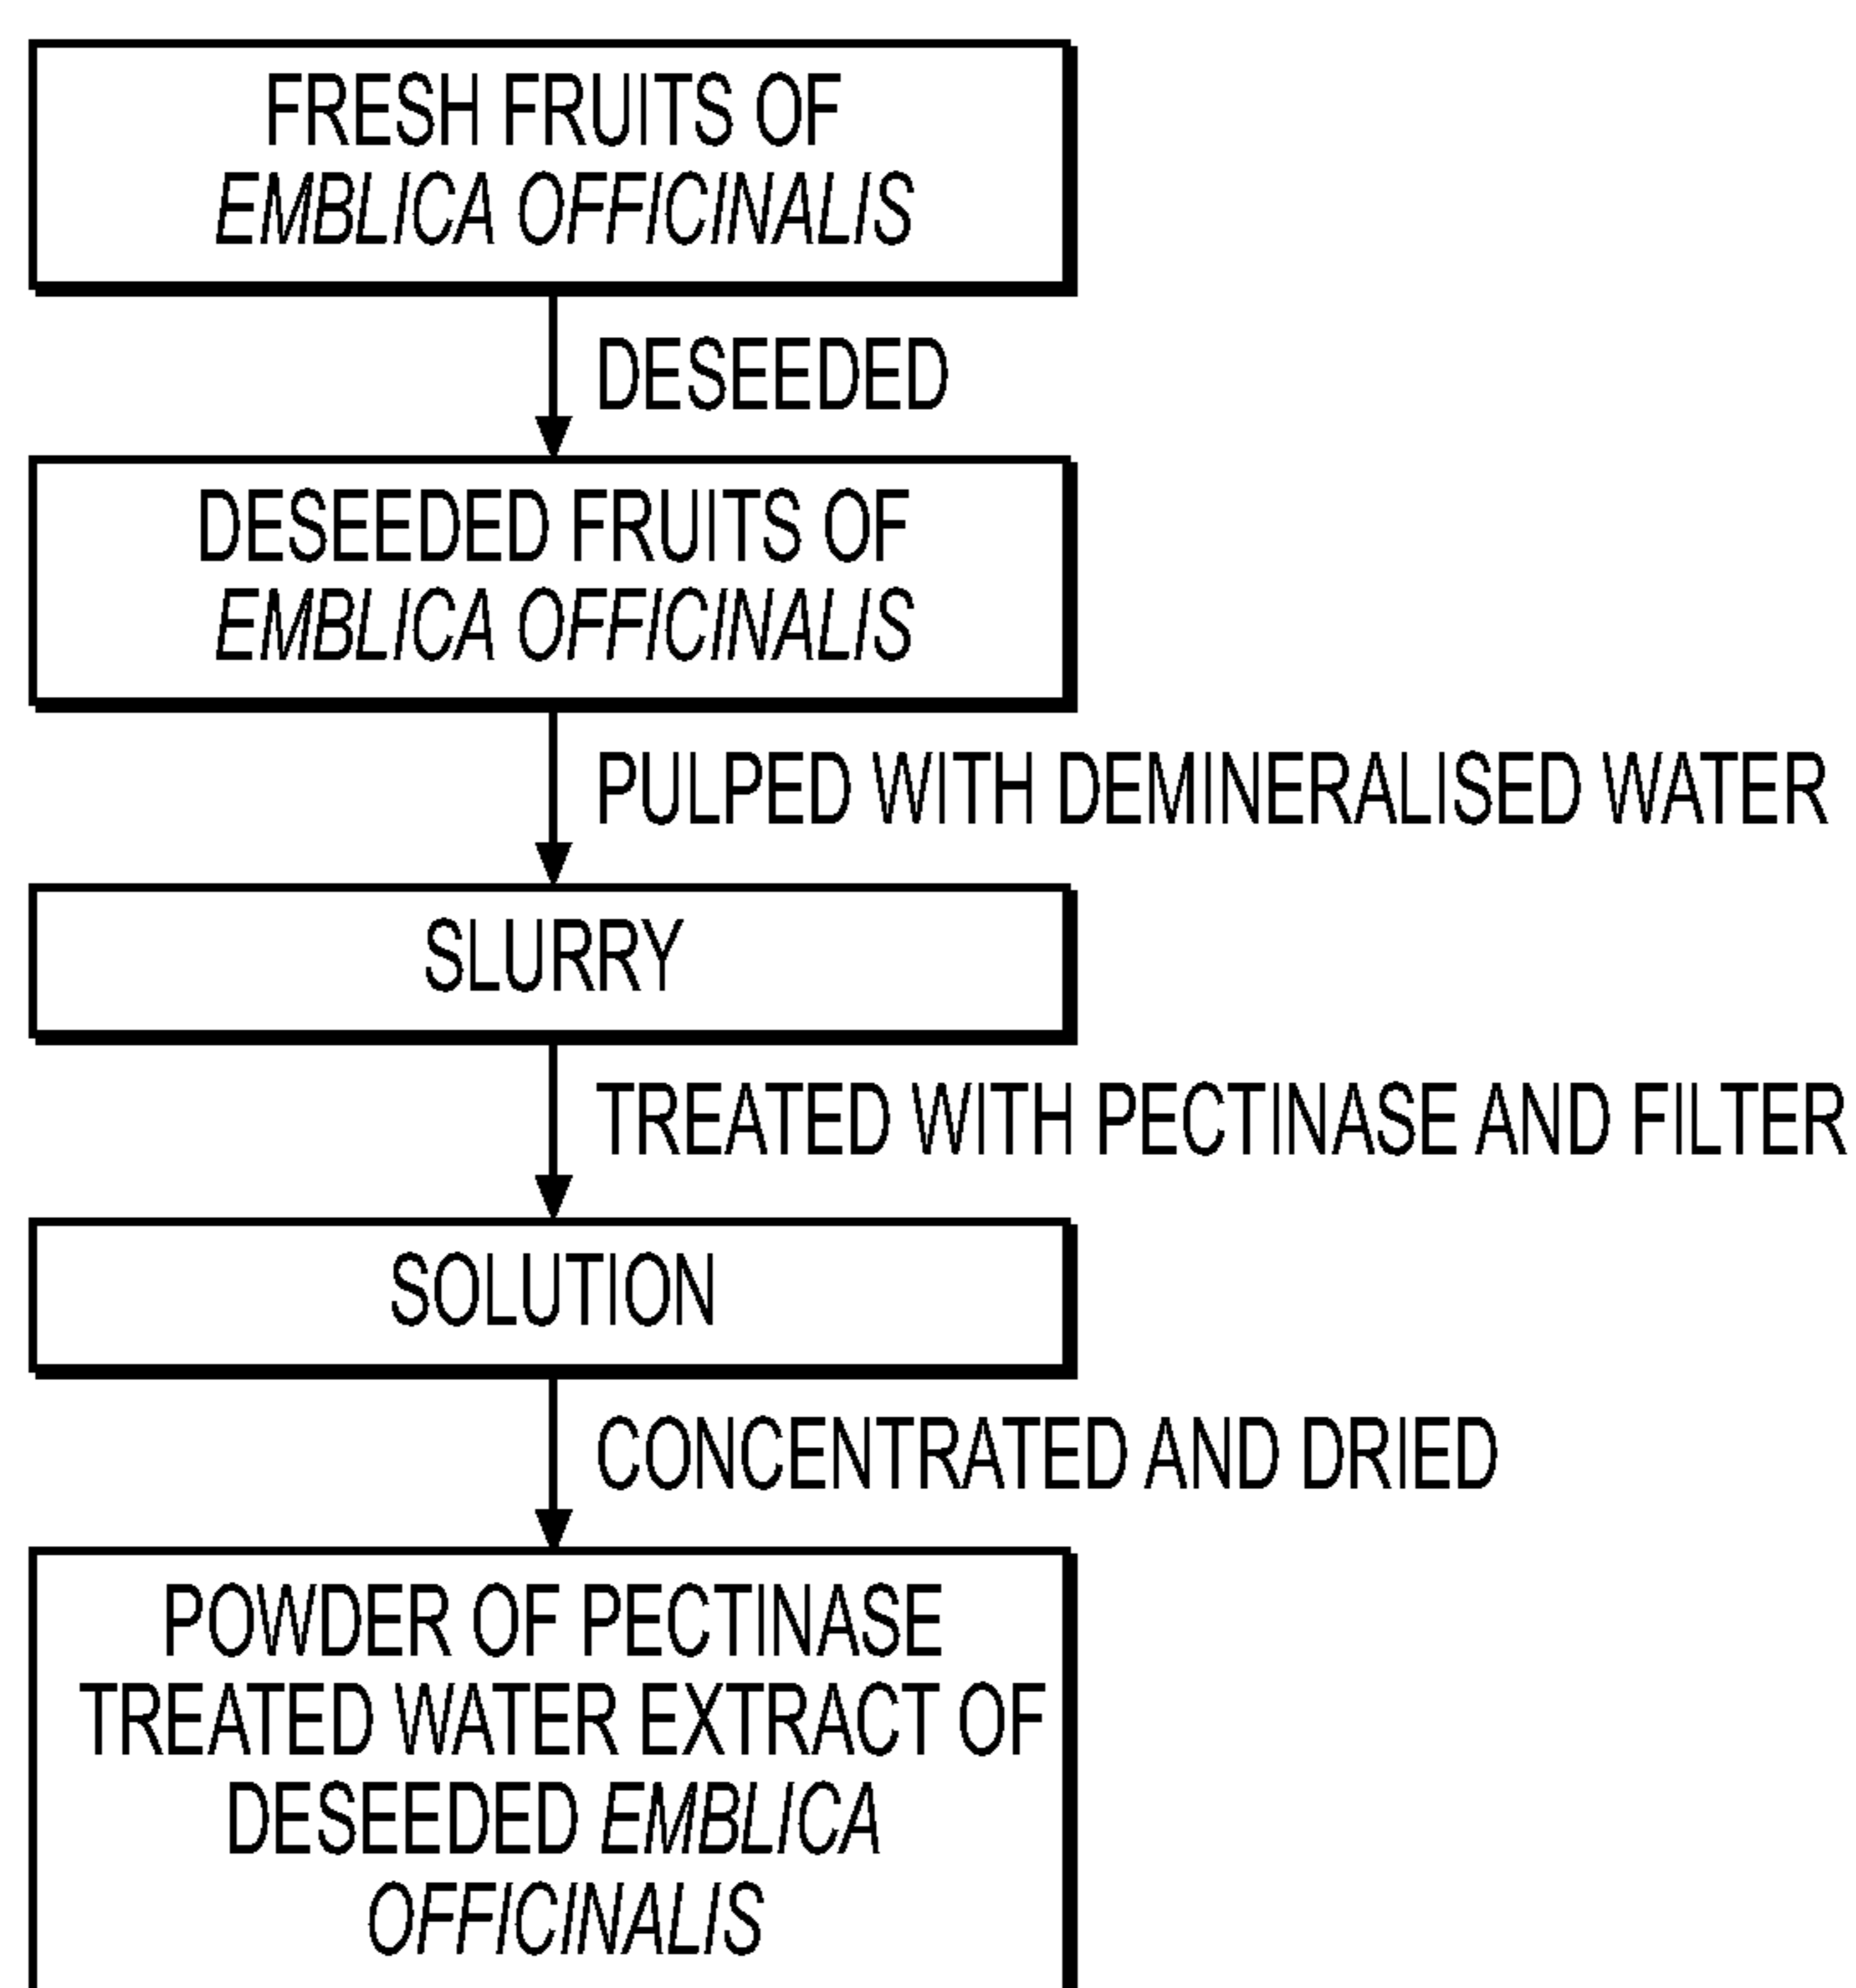 FRESH FRUITS OF
EMBLICA OFFICINALIS
DESEEDED
DESEEDED FRUITS OF
EMBLICA OFFICINALIS
PULPED WITH DEMINERALISED WATER
SLURRY
TREATED WITH PECTINASE AND FILTER
SOLUTION
CONCENTRATED AND DRIED
POWDER OF PECTINASE
TREATED WATER EXTRACT OF
DESEEDED EMBLICA
OFFICINALIS